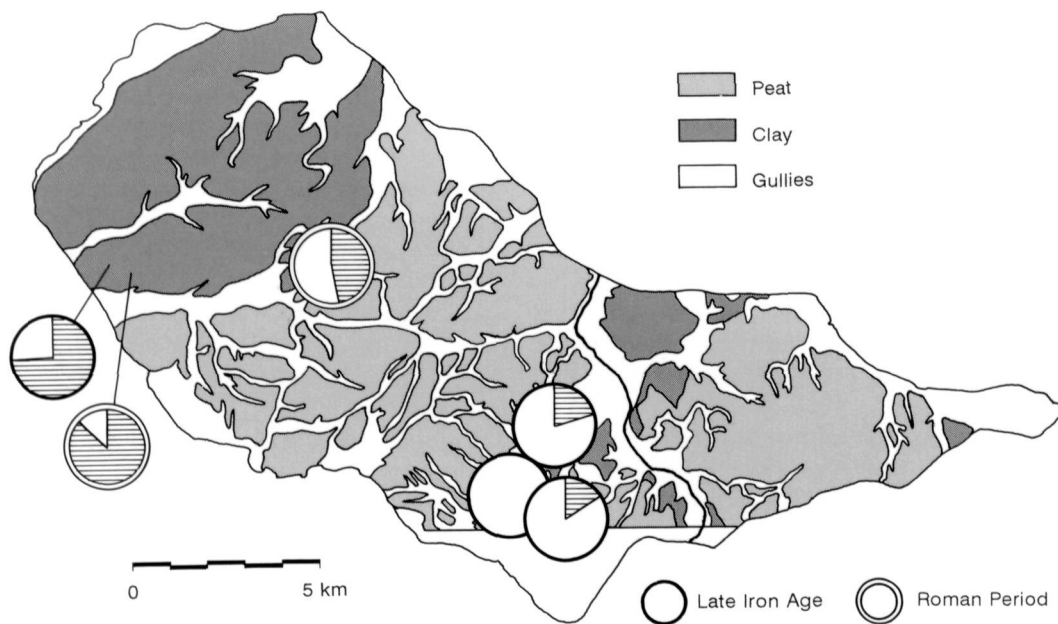 Peat
Clay
Gullies
0 5 km
Late Iron Age
Roman Period